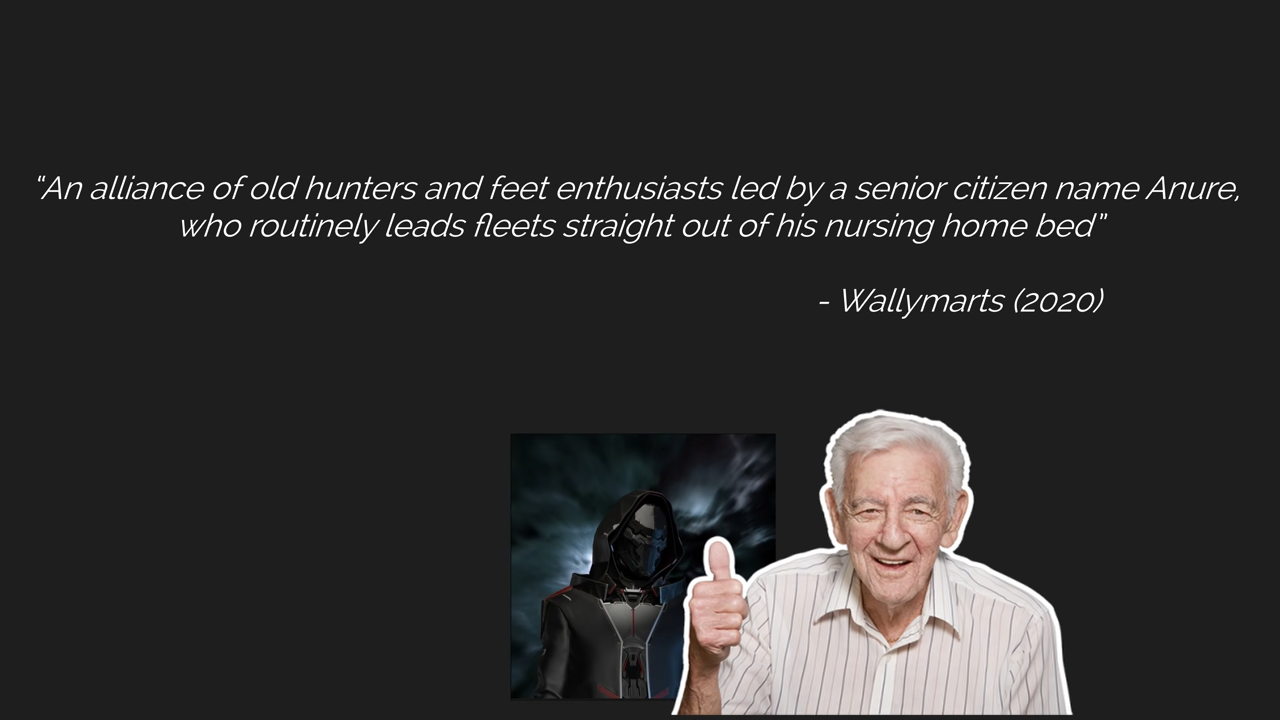 “An alliance of old hunters and feet enthusiasts led by a senior citizen name Anure,
who routinely leads fleets straight out of his nursing home bed”
- Wallymarts (2020)